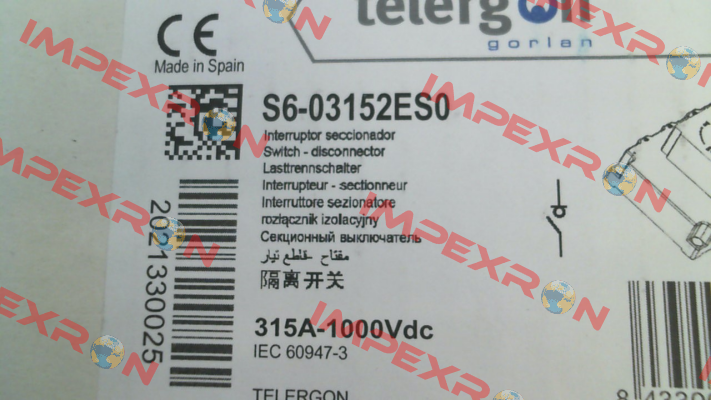 telergon
gorlan
CE
Made in Spain
S6-03152ES0
Interruptor seccionador
Switch - disconnector
Lasttrennschalter
Interrupteur - sectionneur
Interruttore sezionatore
rozłącznik izolacyjny
Секционный выключатель
مفتاح - قاطع تيار
隔离开关
315A-1000Vdc
IEC 60947-3
TELERGON
2021330025
IMPEXRON
IMPEXRON
IMPEXRON
IMPEXRON
IMPEXRON